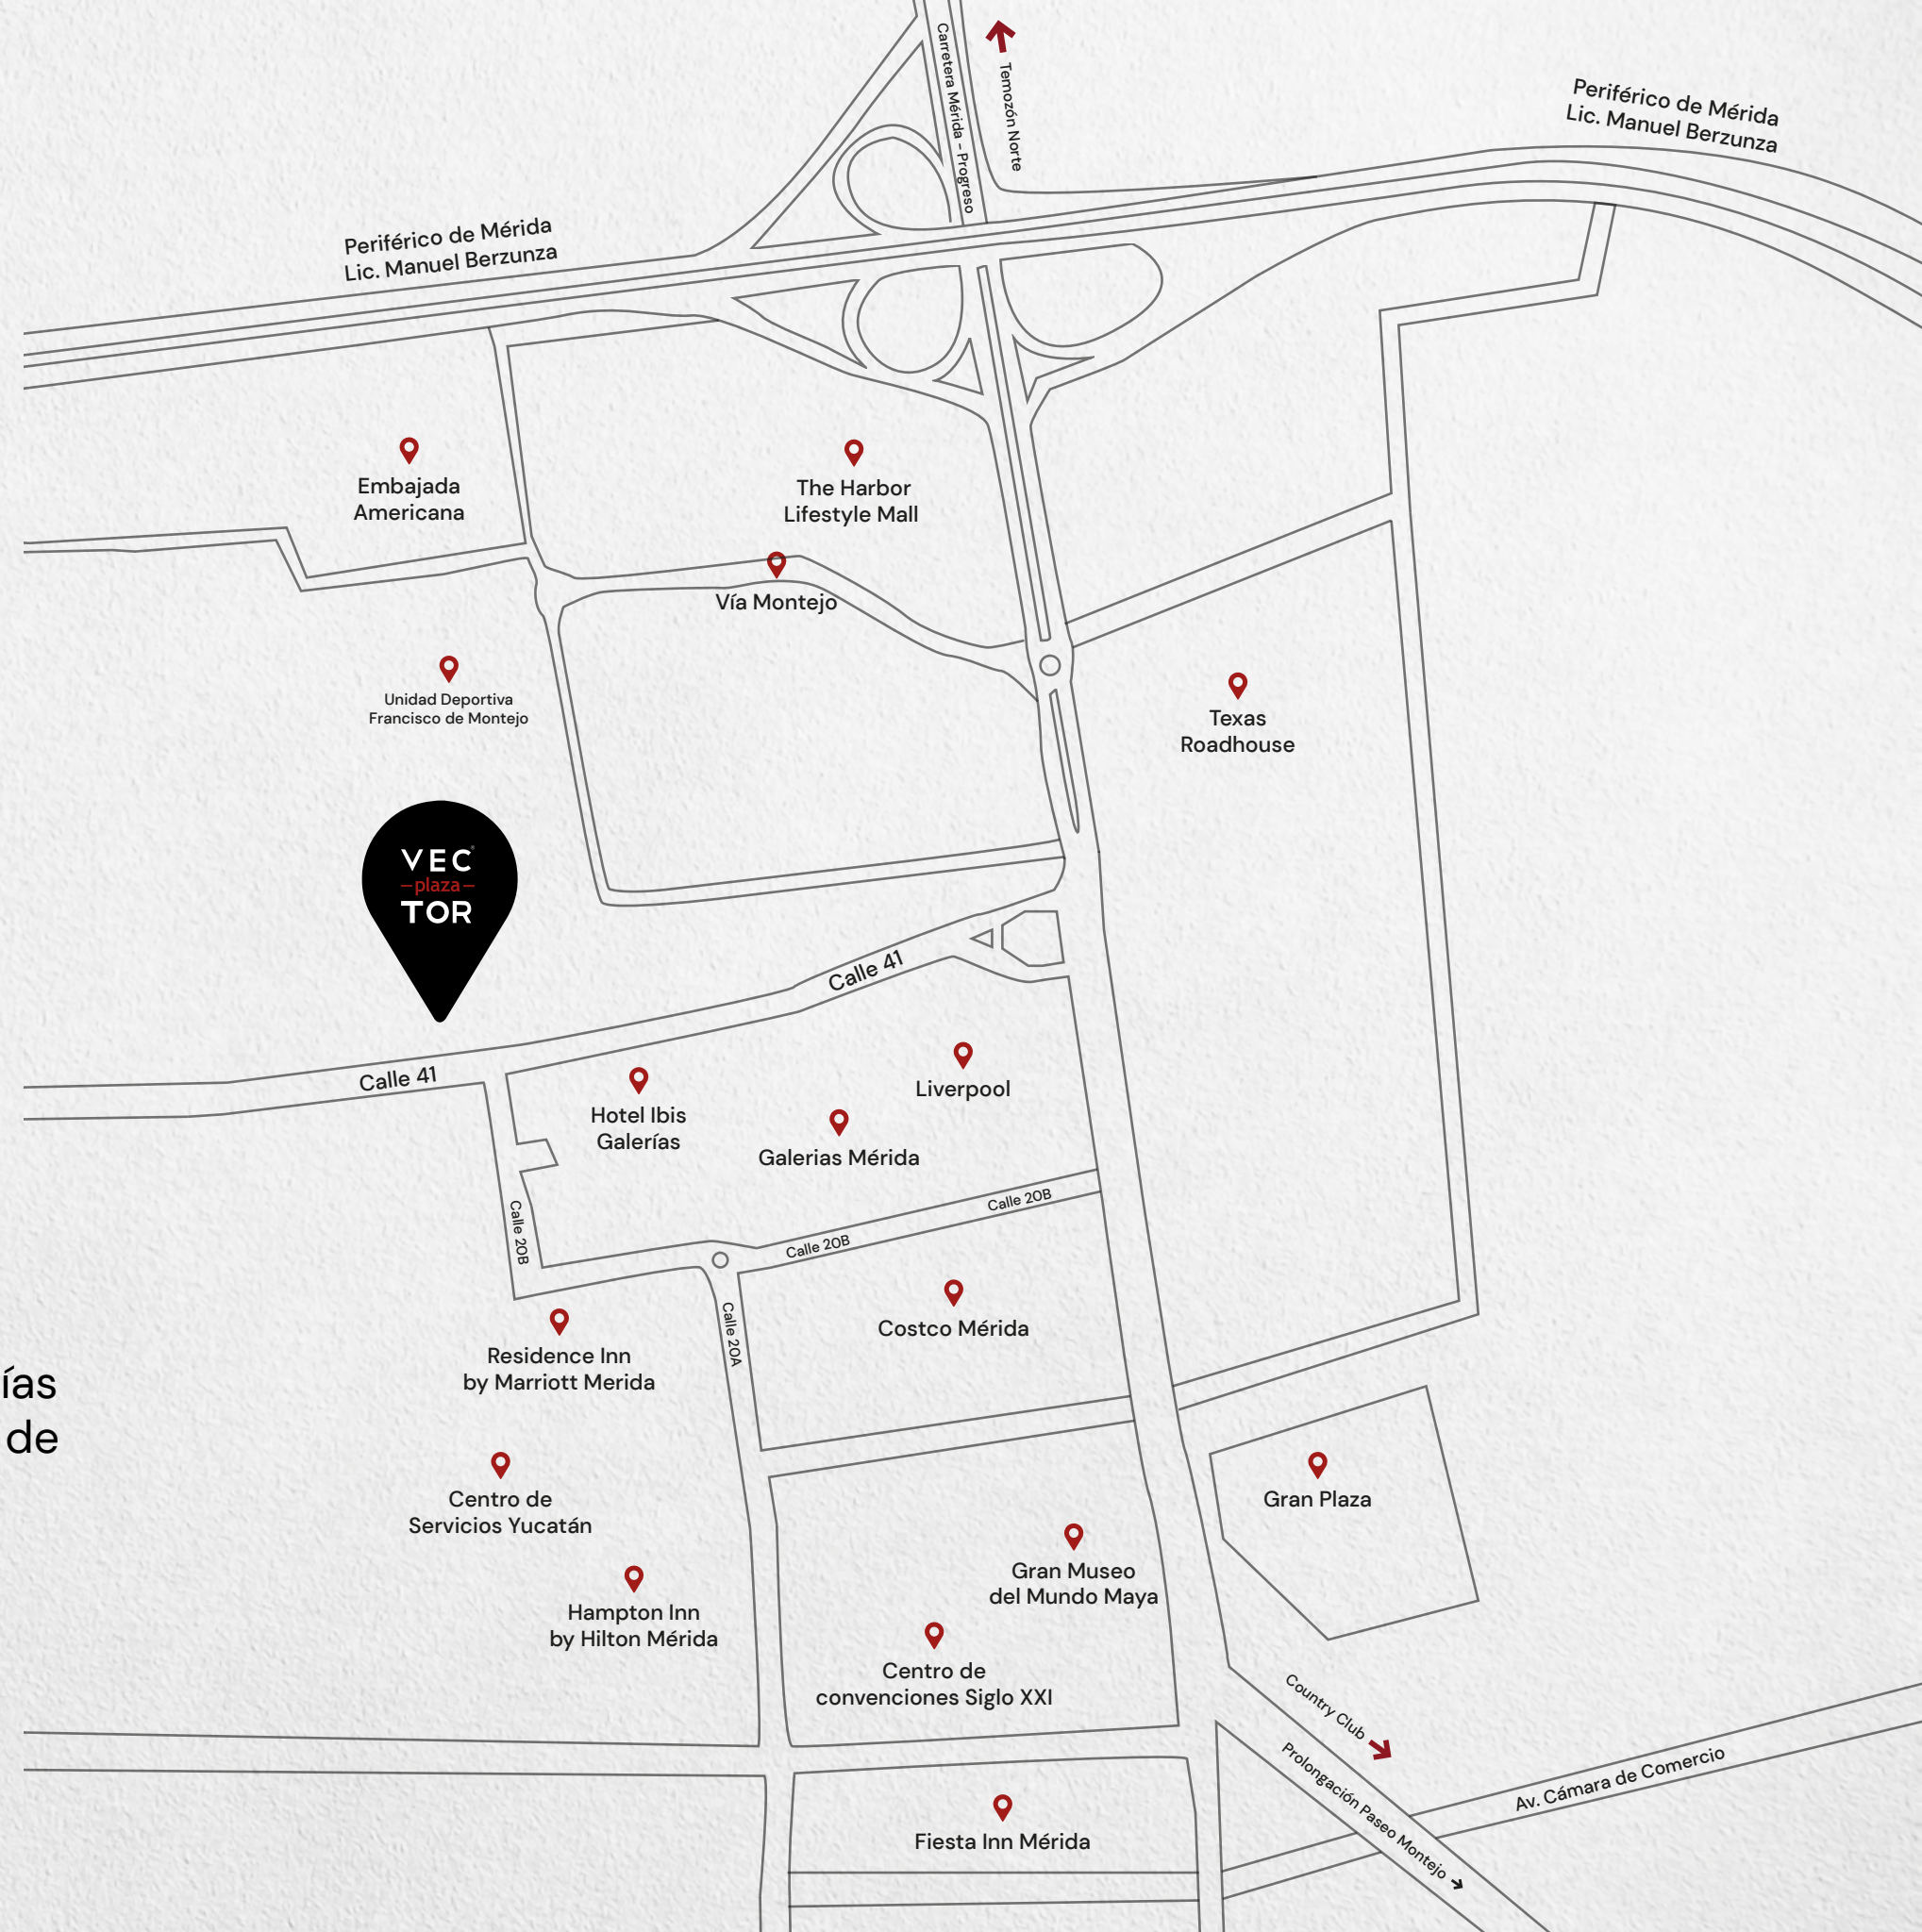 Carretera Mérida - Progreso
Temozón Norte
Periférico de Mérida
Lic. Manuel Berzunza
Periférico de Mérida
Lic. Manuel Berzunza
Embajada
Americana
The Harbor
Lifestyle Mall
Vía Montejo
Unidad Deportiva
Francisco de Montejo
Texas
Roadhouse
VEC
plaza
TOR
Calle 41
Calle 41
Liverpool
Hotel Ibis
Galerías
Galerias Mérida
Calle 20B
Calle 20B
Calle 20B
Calle 20A
Costco Mérida
Residence Inn
by Marriott Merida
ías
de
Centro de
Servicios Yucatán
Gran Plaza
Gran Museo
del Mundo Maya
Hampton Inn
by Hilton Mérida
Centro de
convenciones Siglo XXI
Country Club
Prolongación Paseo Montejo
Av. Cámara de Comercio
Fiesta Inn Mérida